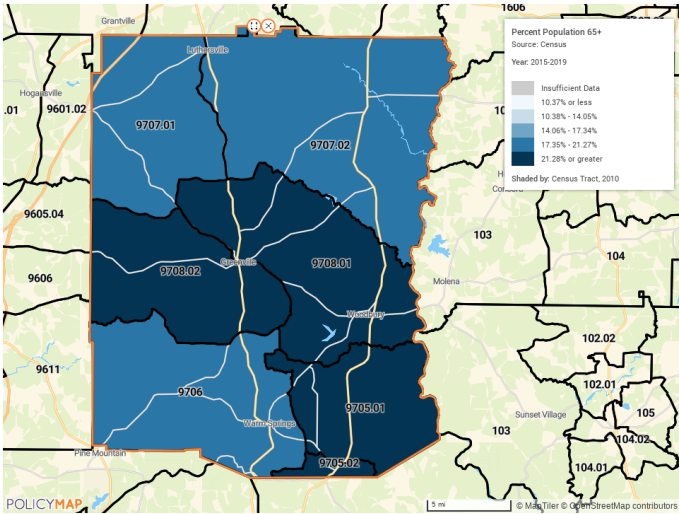 Grantville
1606
Luthersville
Hogansville
.01
9601.02
9707.01
9707.02
10
H
Concord
9605.04
103
104
9606
9708.02
Greenville
9708.01
Molena
Woodbury
102.02
9611
9706
102.01
105
9705.01
Sunset Village
Warm Springs
103
104.02
Pine Mountain
9705.02
104.01
Percent Population 65+
Source: Census
Year: 2015-2019
Insufficient Data
10.37% or less
10.38% - 14.05%
14.06% - 17.34%
17.35% - 21.27%
21.28% or greater
Shaded by: Census Tract, 2010
POLICYMAP
5 mi
© MapTiler © OpenStreetMap contributors